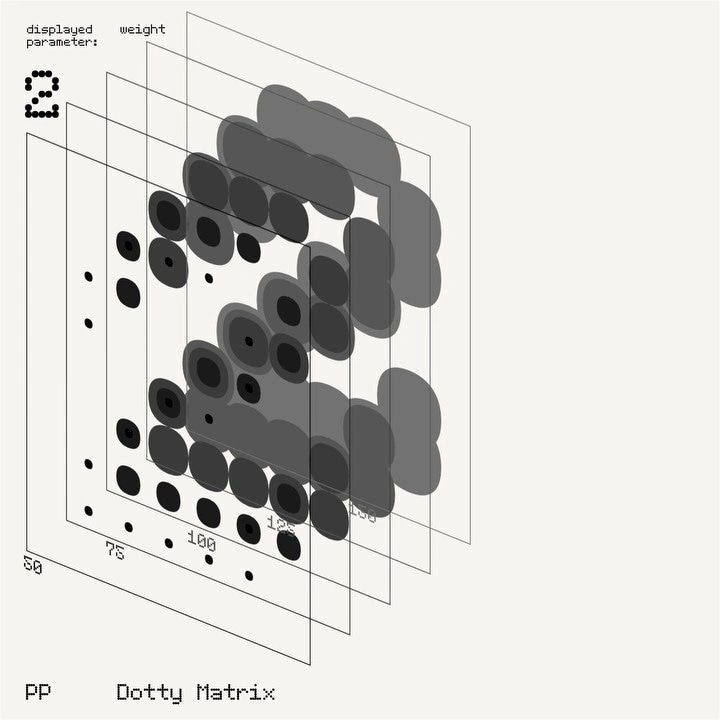 displayed weight
parameter:
2
50 75 100 125 150
PP Dotty Matrix